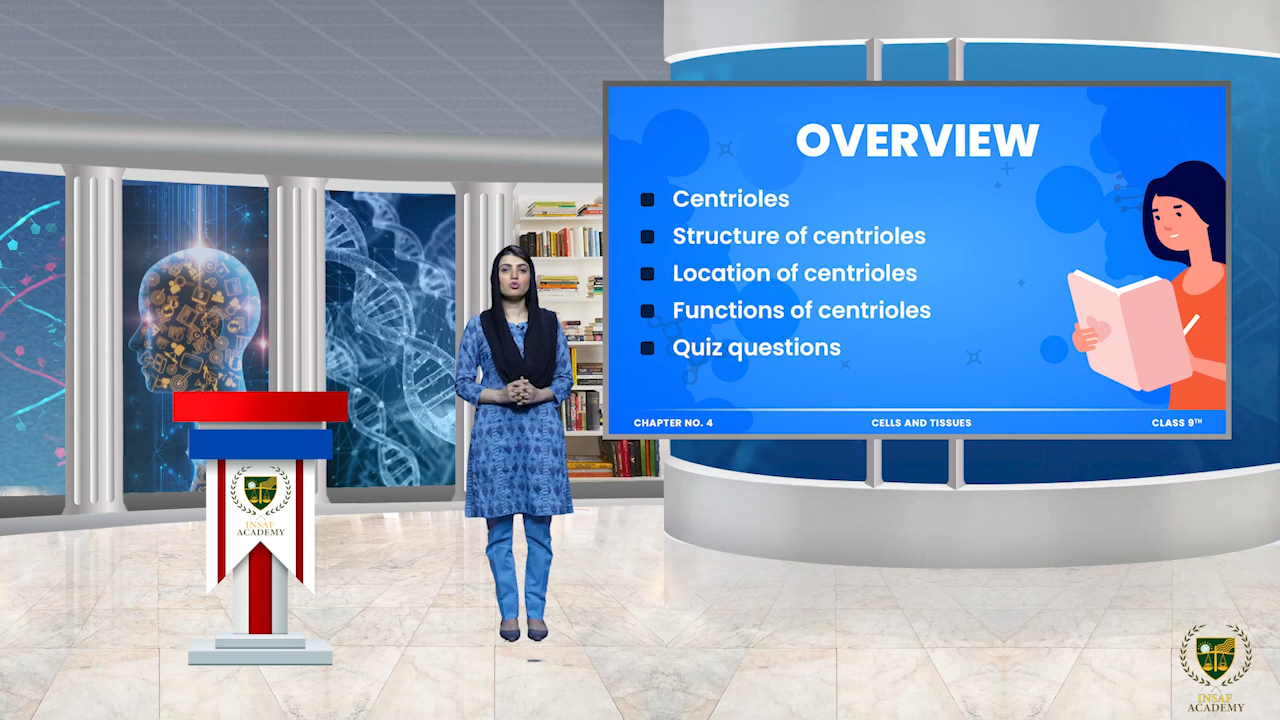 OVERVIEW
Centrioles
Structure of centrioles
Location of centrioles
Functions of centrioles
Quiz questions
CHAPTER NO. 4
CELLS AND TISSUES
CLASS 9TH
INSAF
ACADEMY
INSAF
ACADEMY